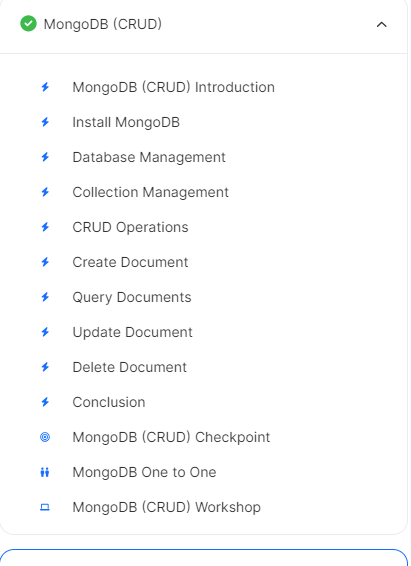 MongoDB (CRUD)
MongoDB (CRUD) Introduction
Install MongoDB
Database Management
Collection Management
CRUD Operations
Create Document
Query Documents
Update Document
Delete Document
Conclusion
MongoDB (CRUD) Checkpoint
MongoDB One to One
MongoDB (CRUD) Workshop